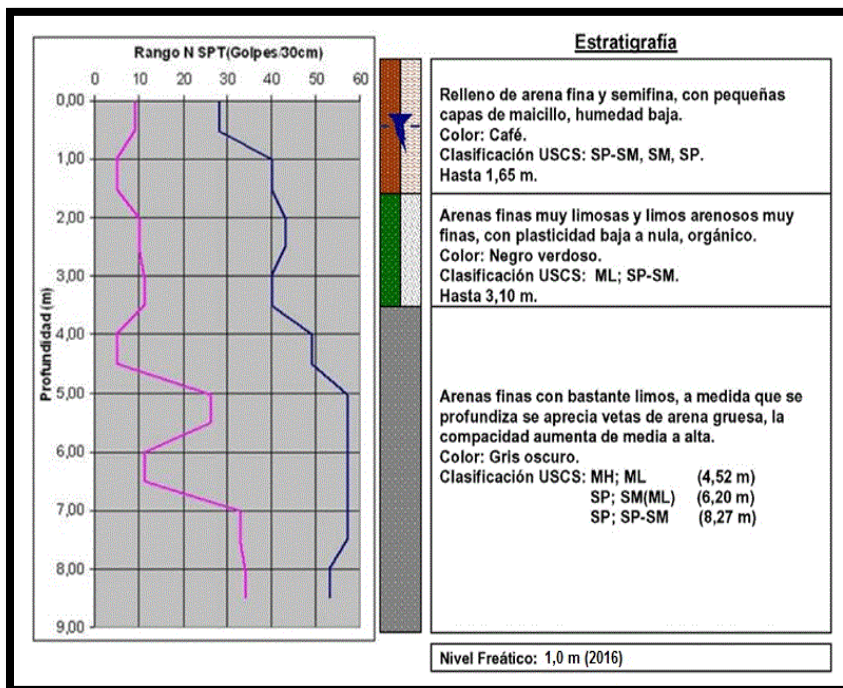 Rango N SPT(Golpes/30cm)
0 10 20 30 40 50 60
0,00
1,00
2,00
3,00
4,00
5,00
6,00
7,00
8,00
9,00
Profundidad (m)
Estratigrafía
Relleno de arena fina y semifina, con pequeñas
capas de maicillo, humedad baja.
Color: Café.
Clasificación USCS: SP-SM, SM, SP.
Hasta 1,65 m.
Arenas finas muy limosas y limos arenosos muy
finas, con plasticidad baja a nula, orgánico.
Color: Negro verdoso.
Clasificación USCS: ML; SP-SM.
Hasta 3,10 m.
Arenas finas con bastante limos, a medida que se
profundiza se aprecia vetas de arena gruesa, la
compacidad aumenta de media a alta.
Color: Gris oscuro.
Clasificación USCS: MH; ML (4,52 m)
SP; SM(ML) (6,20 m)
SP; SP-SM (8,27 m)
Nivel Freático: 1,0 m (2016)